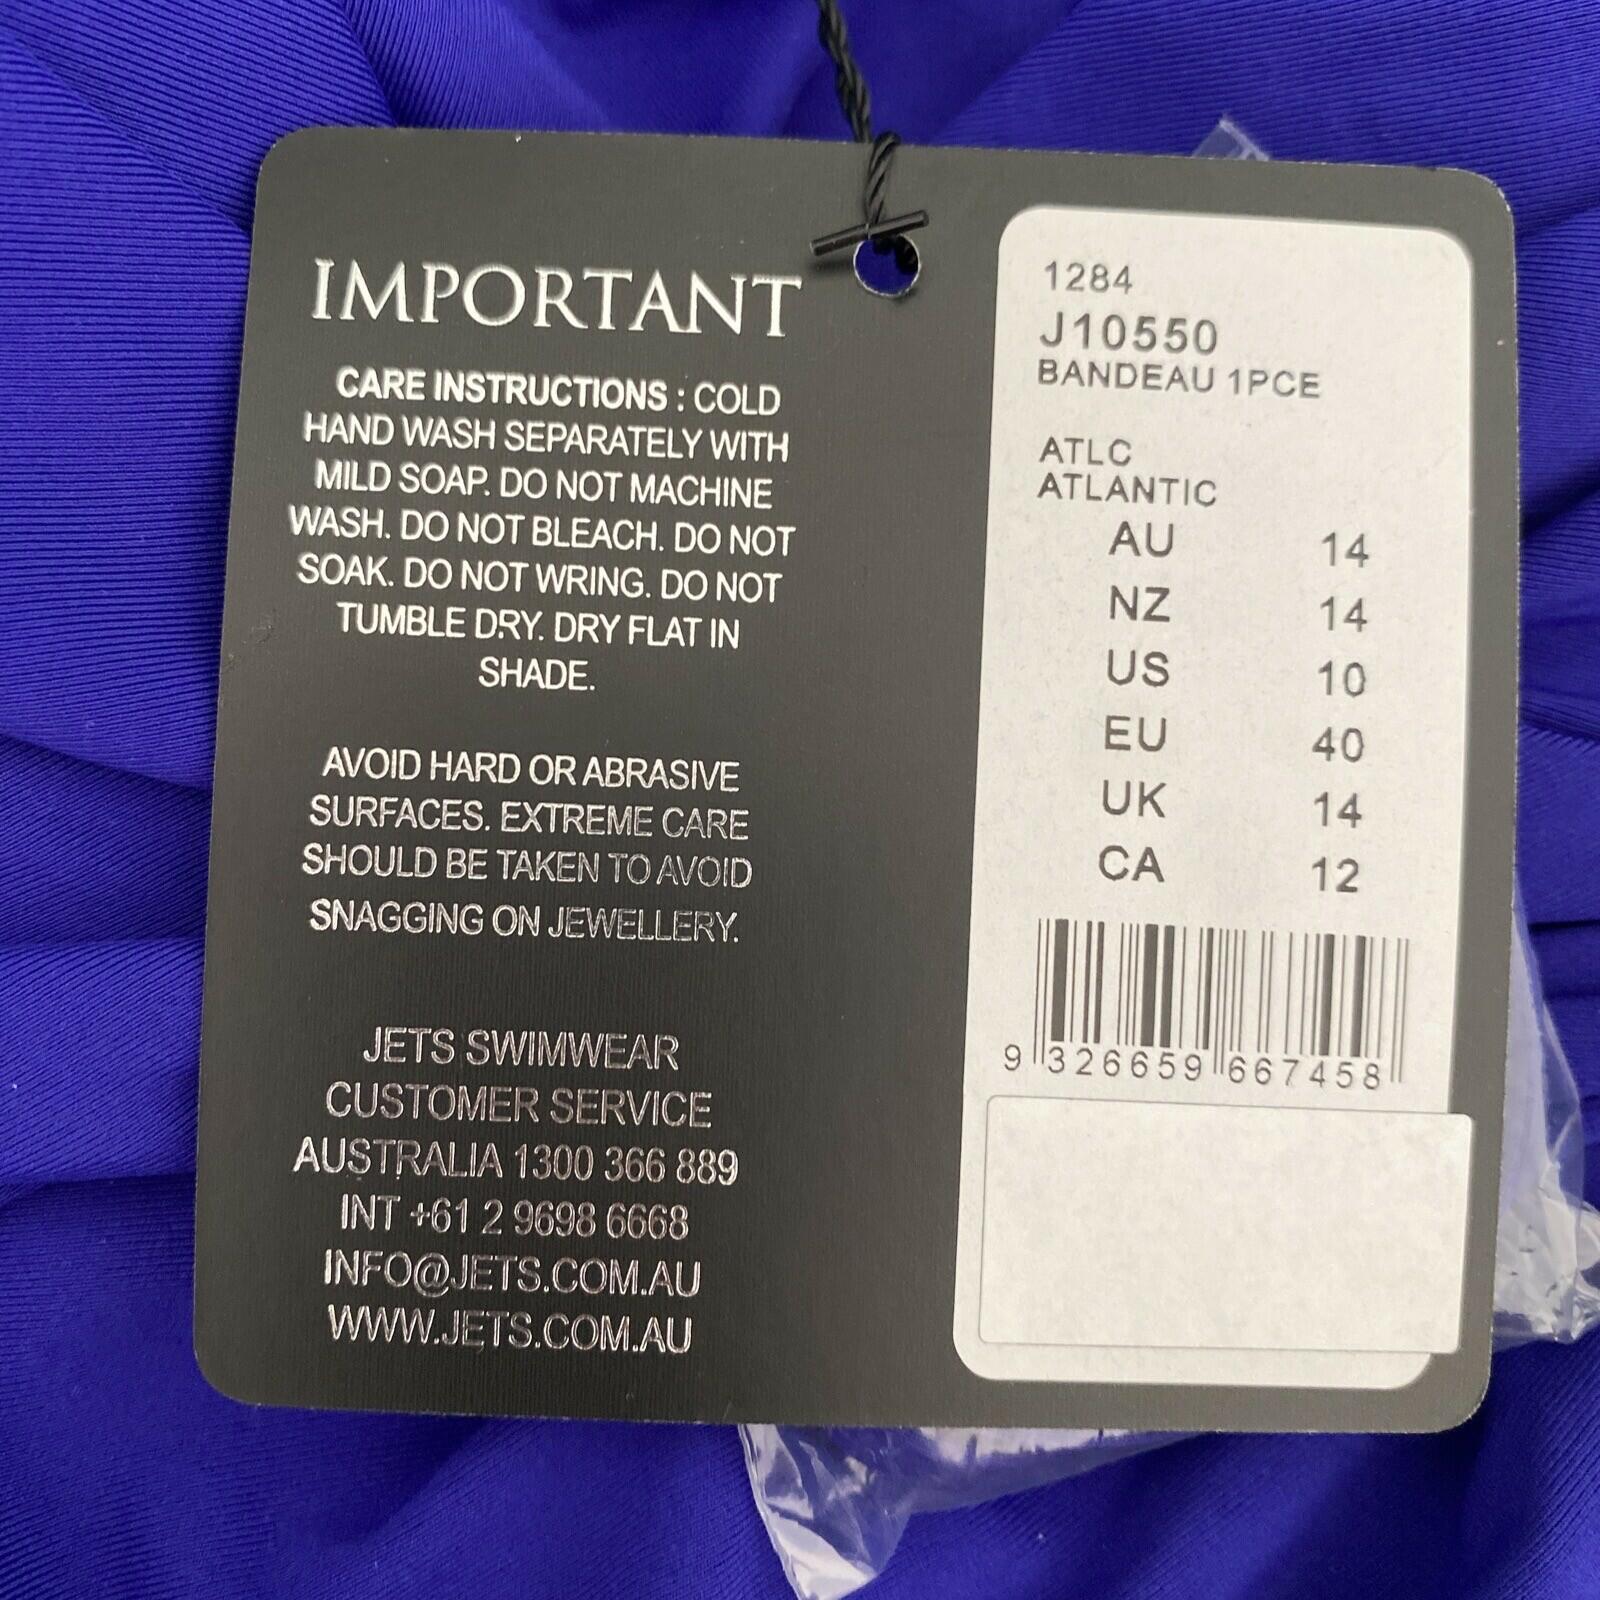 IMPORTANT
CARE INSTRUCTIONS : COLD
HAND WASH SEPARATELY WITH
MILD SOAP. DO NOT MACHINE
WASH. DO NOT BLEACH. DO NOT
SOAK. DO NOT WRING. DO NOT
TUMBLE DRY. DRY FLAT IN
SHADE.
AVOID HARD OR ABRASIVE
SURFACES. EXTREME CARE
SHOULD BE TAKEN TO AVOID
SNAGGING ON JEWELLERY.
JETS SWIMWEAR
CUSTOMER SERVICE
AUSTRALIA 1300 366 889
INT +61 2 9698 6668
INFO@JETS.COM.AU
WWW.JETS.COM.AU
1284
J10550
BANDEAU 1PCE
ATLC
ATLANTIC
AU 14
NZ 14
US 10
EU 40
UK 14
CA 12
9 326659 667458